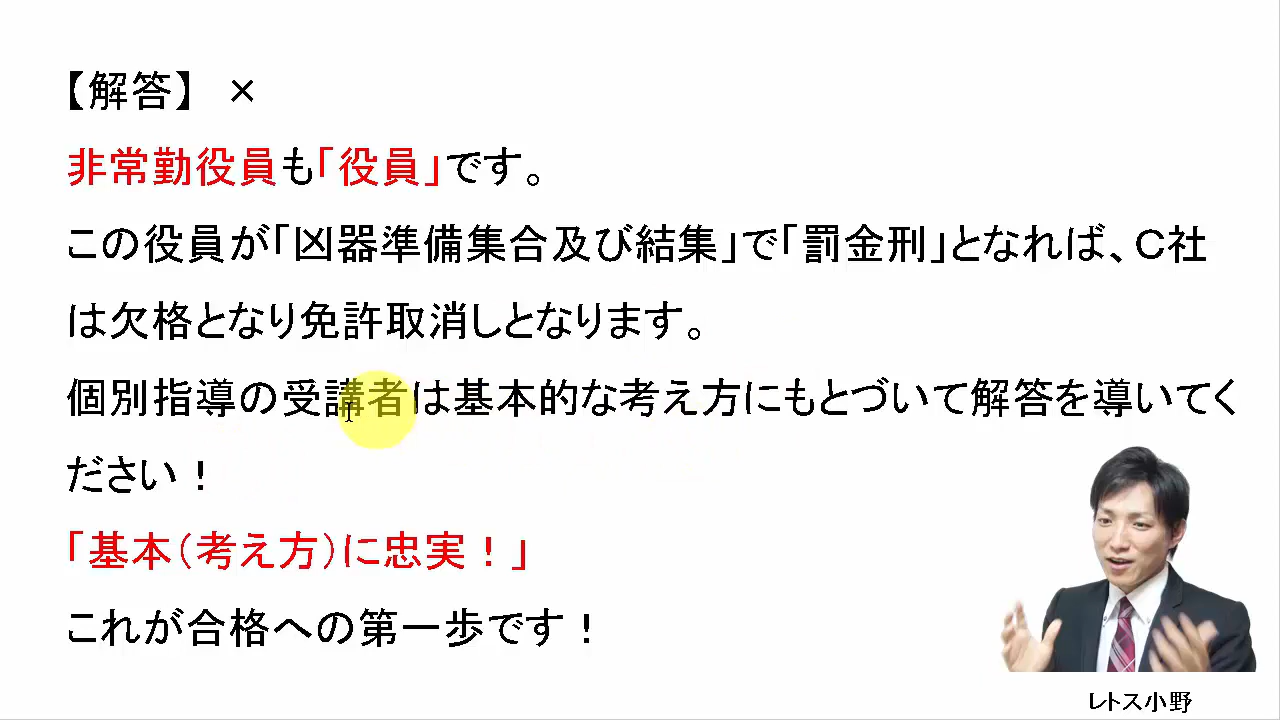 【解答】 ×
非常勤役員も「役員」です。
この役員が「凶器準備集合及び結集」で「罰金刑」となれば、C社
は欠格となり免許取消しとなります。
個別指導の受講者は基本的な考え方にもとづいて解答を導いてく
ださい！
「基本（考え方）に忠実！」
これが合格への第一歩です！
レトス小野